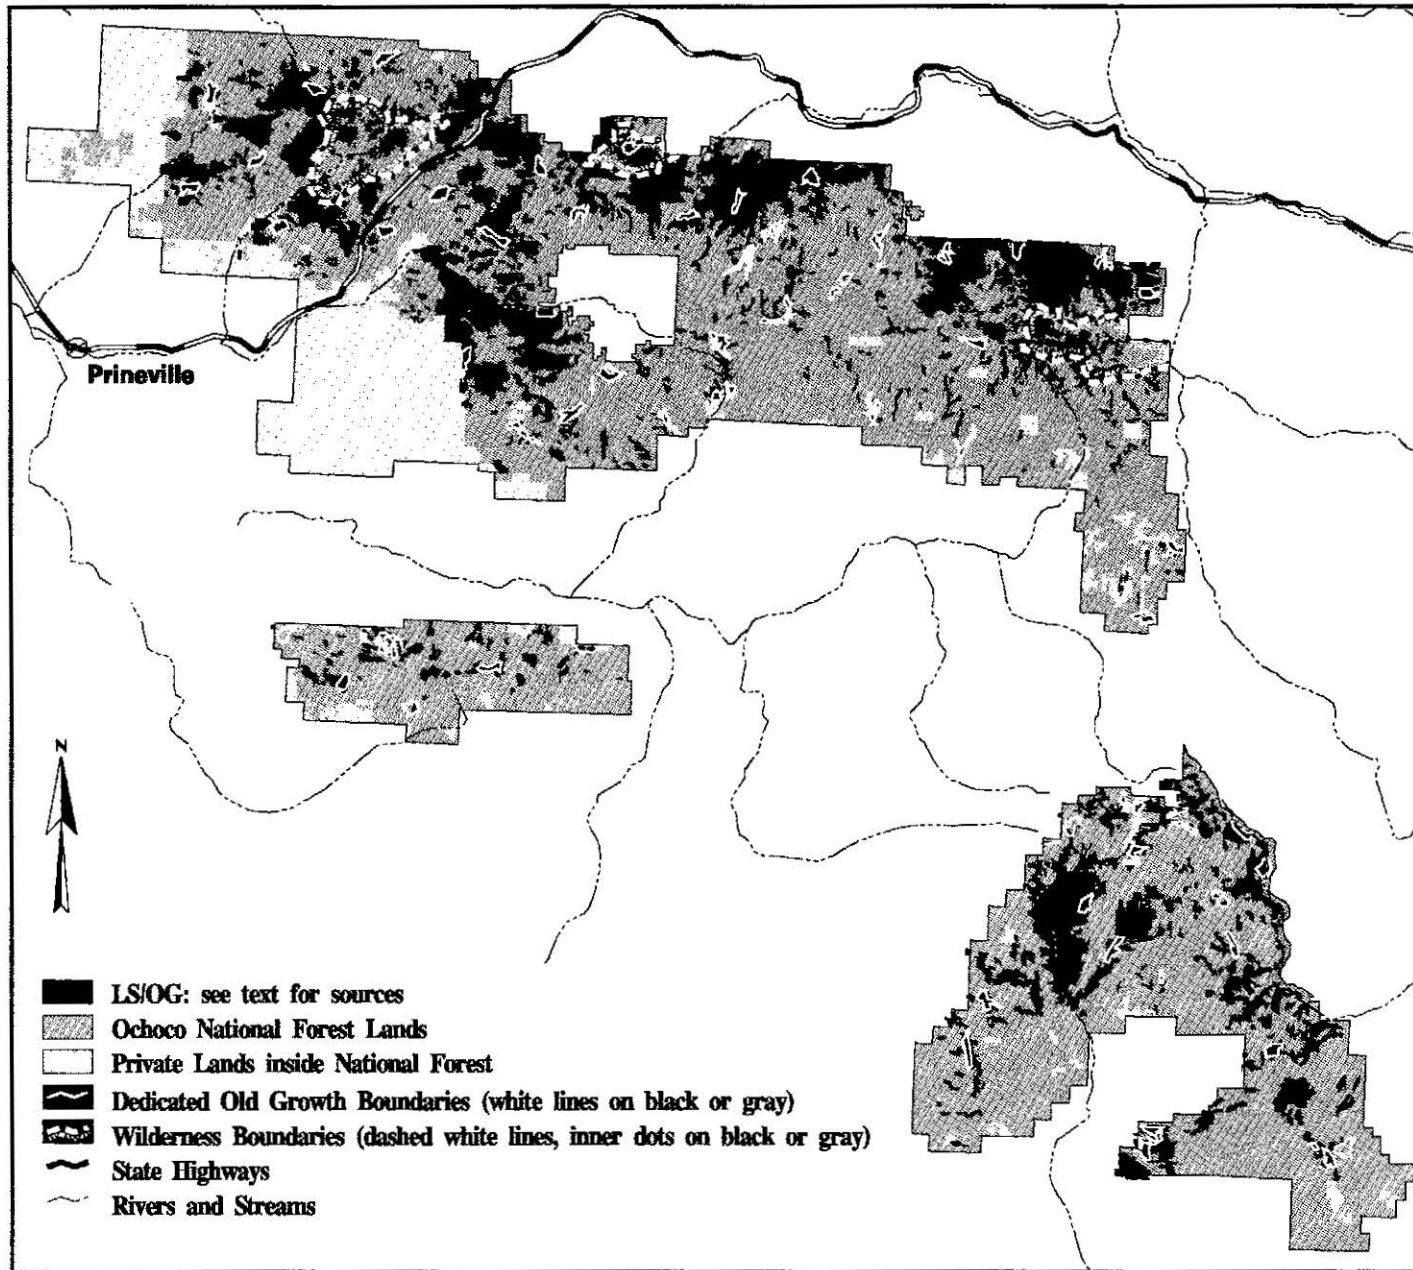 Prineville
N
LS/OG: see text for sources
Ochoco National Forest Lands
Private Lands inside National Forest
Dedicated Old Growth Boundaries (white lines on black or gray)
Wilderness Boundaries (dashed white lines, inner dots on black or gray)
State Highways
Rivers and Streams